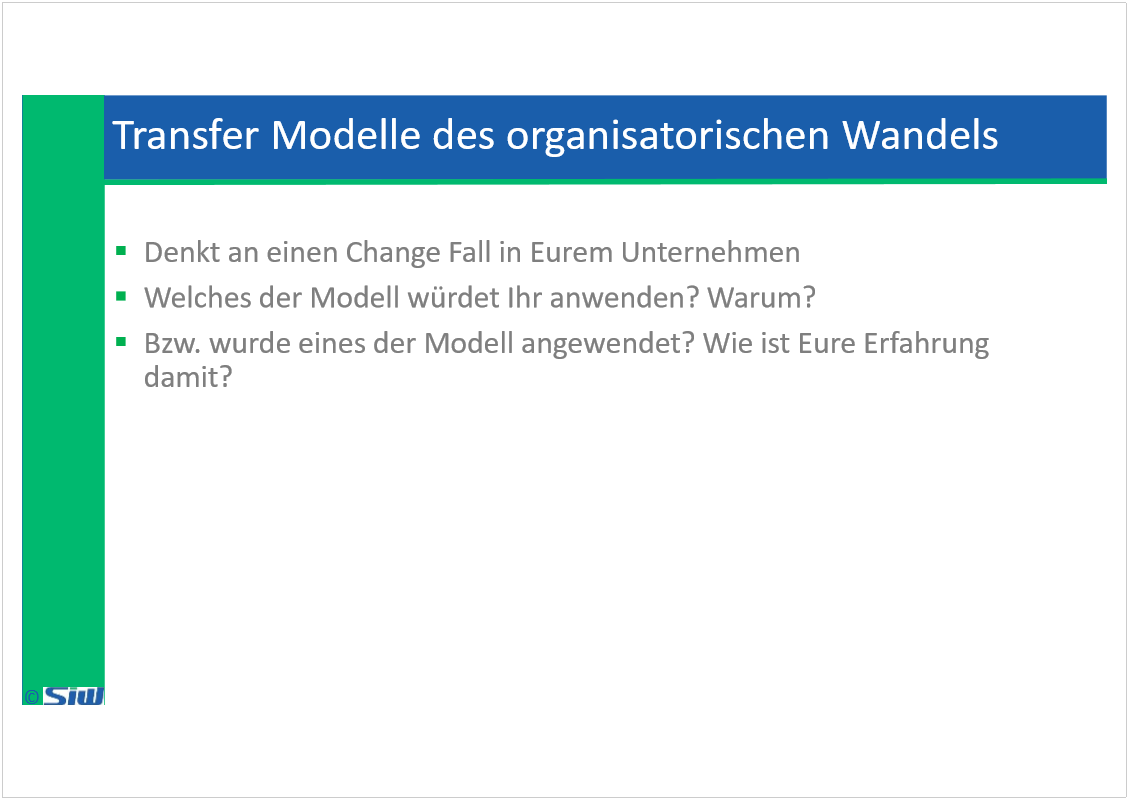 Transfer Modelle des organisatorischen Wandels
Denkt an einen Change Fall in Eurem Unternehmen
Welches der Modell würdet Ihr anwenden? Warum?
Bzw. wurde eines der Modell angewendet? Wie ist Eure Erfahrung
damit?
© SiW